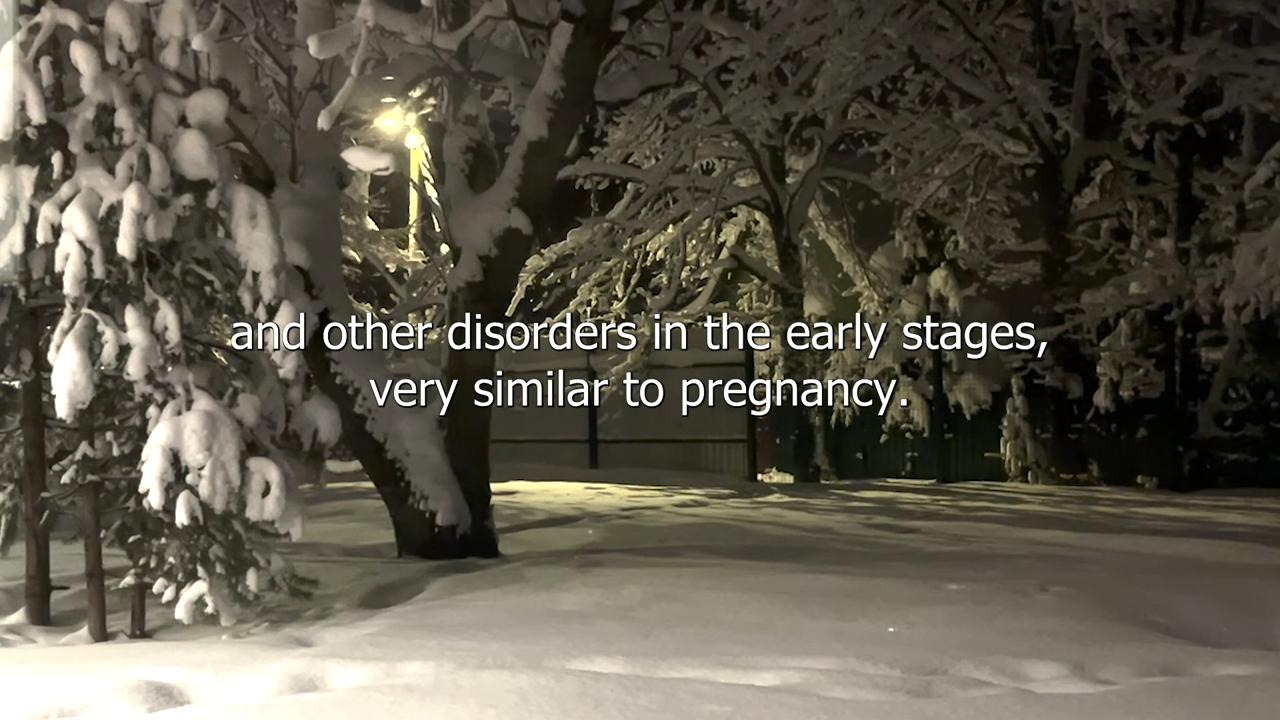 and other disorders in the early stages,
very similar to pregnancy.